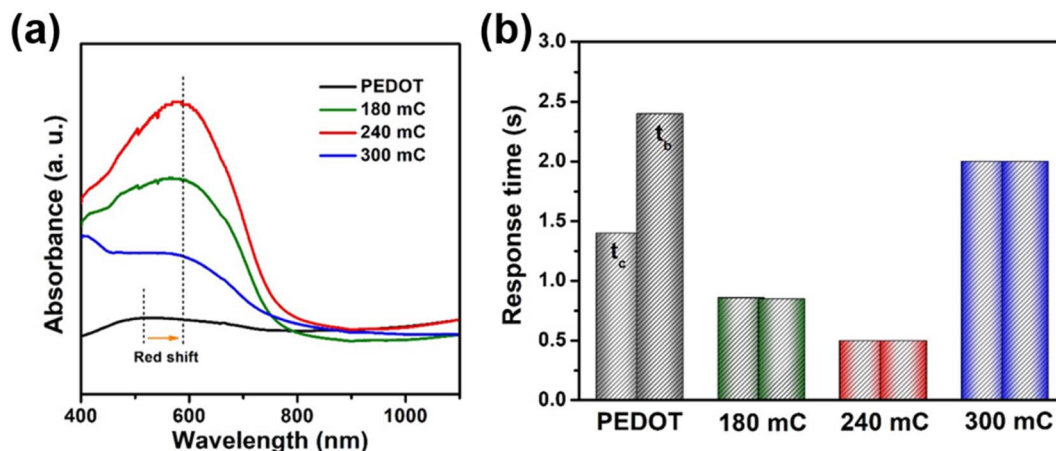 (a)
Absorbance (a. u.)
PEDOT
180 mC
240 mC
300 mC
Red shift
400 600 800 1000
Wavelength (nm)
(b)
Response time (s)
3.0
2.5
2.0
1.5
1.0
0.5
0.0
t_c
t_b
PEDOT 180 mC 240 mC 300 mC